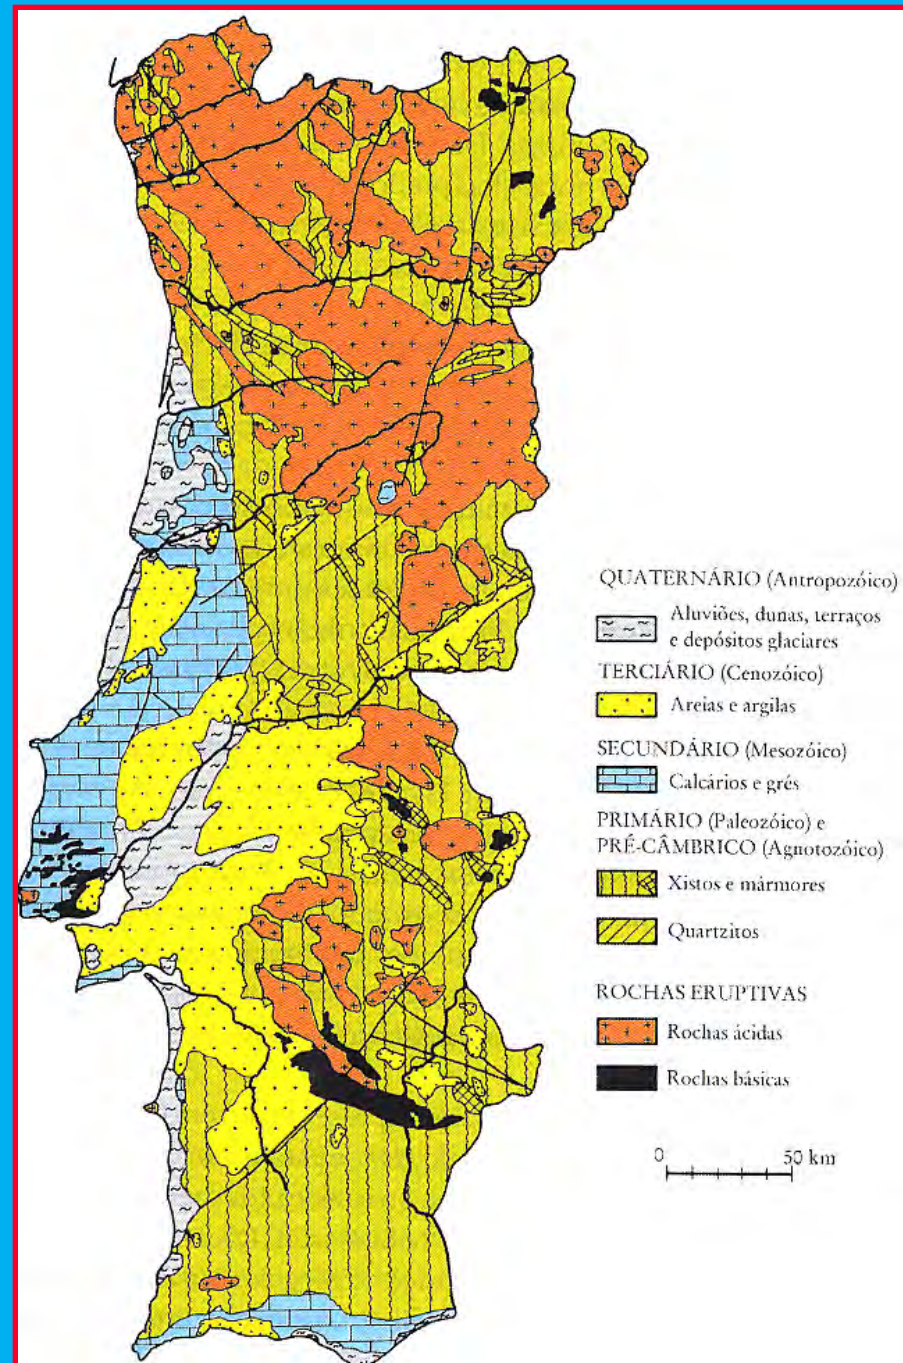 QUATERNÁRIO (Antropozóico)
Aluviões, dunas, terraços
e depósitos glaciares
TERCIÁRIO (Cenozóico)
Areias e argilas
SECUNDÁRIO (Mesozóico)
Calcários e grés
PRIMÁRIO (Paleozóico) e
PRÉ-CÂMBRICO (Agnotozóico)
Xistos e mármores
Quartzitos
ROCHAS ERUPTIVAS
Rochas ácidas
Rochas básicas
0 50 km